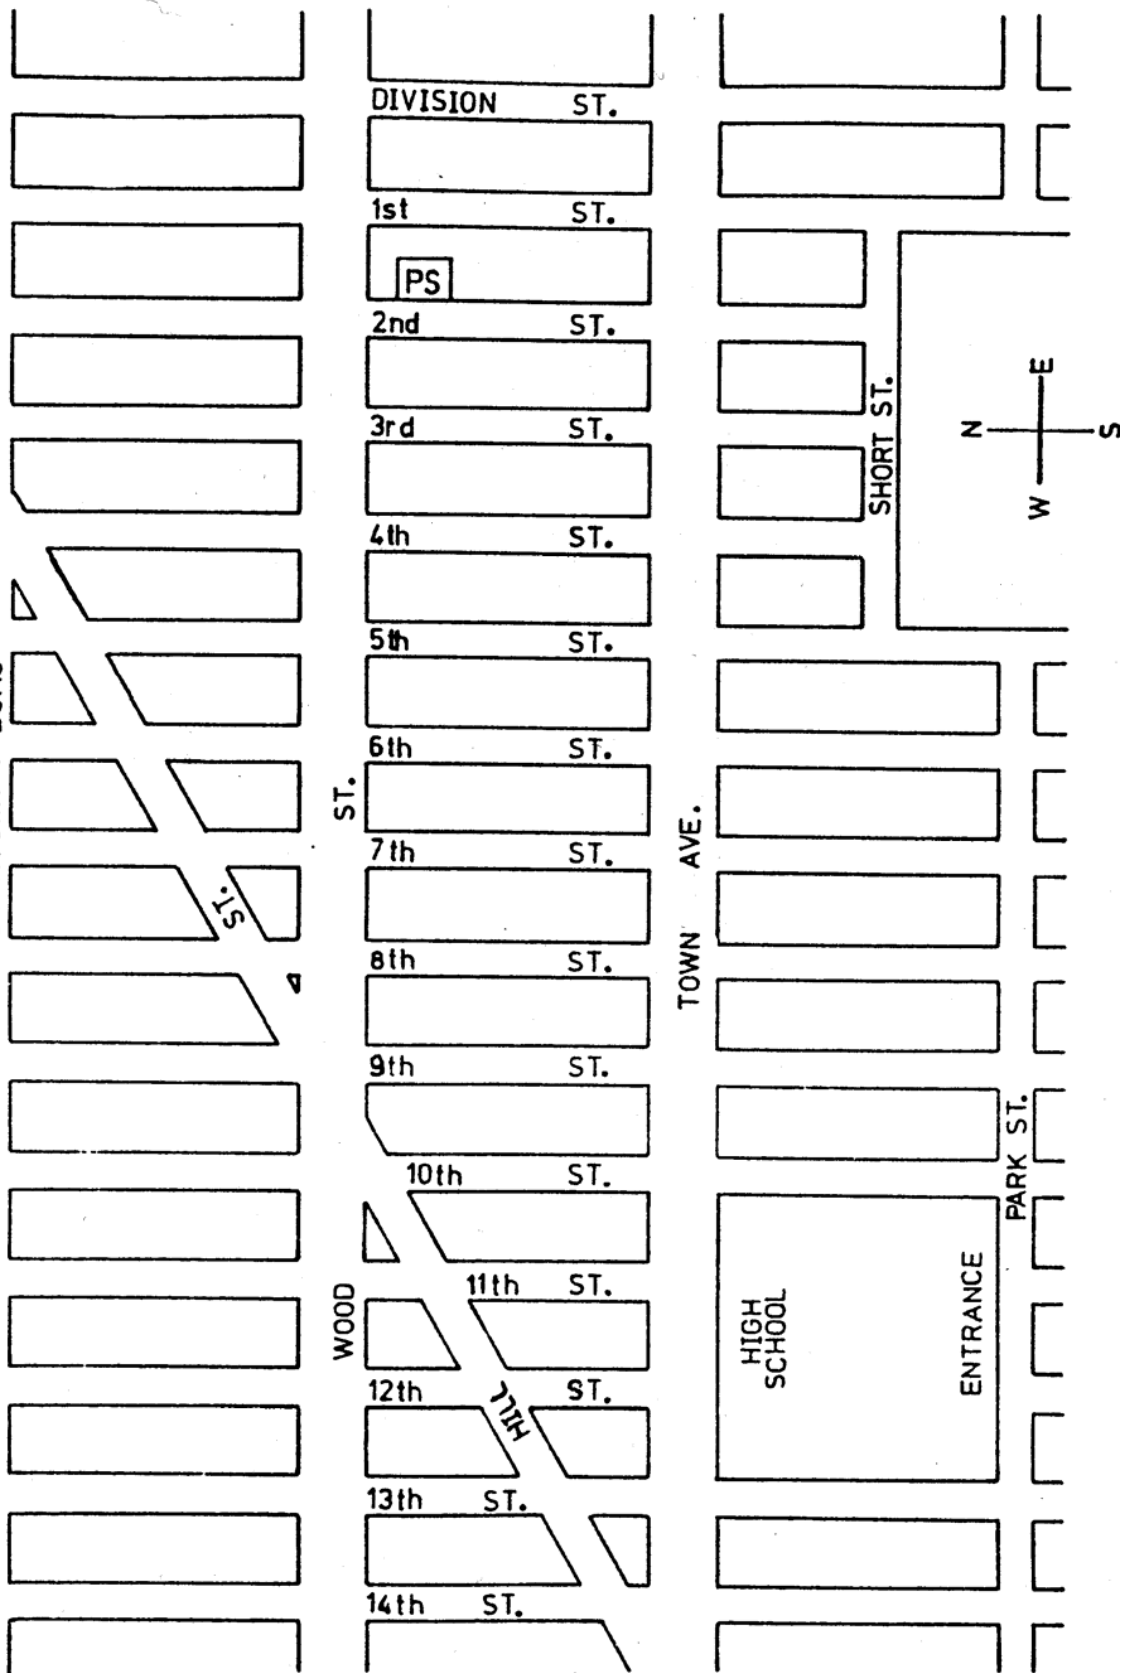 DIVISION ST.
1st ST.
PS
2nd ST.
3rd ST.
4th ST.
5th ST.
6th ST.
7th ST.
8th ST.
9th ST.
10th ST.
11th ST.
12th ST.
13th ST.
14th ST.
WOOD ST.
TOWN AVE.
SHORT ST.
PARK ST.
HILL ST.
HIGH
SCHOOL
ENTRANCE
N
E
S
W